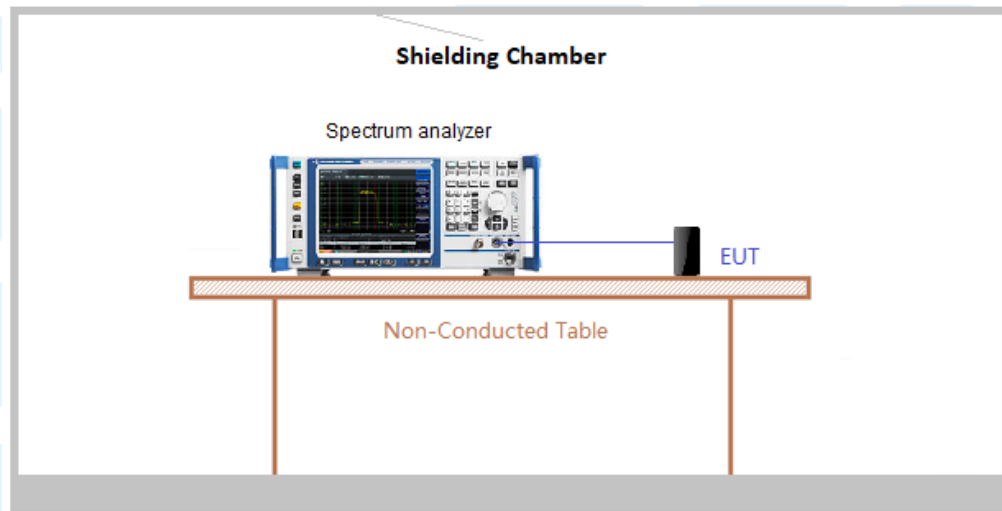 Shielding Chamber
Spectrum analyzer
EUT
Non-Conducted Table